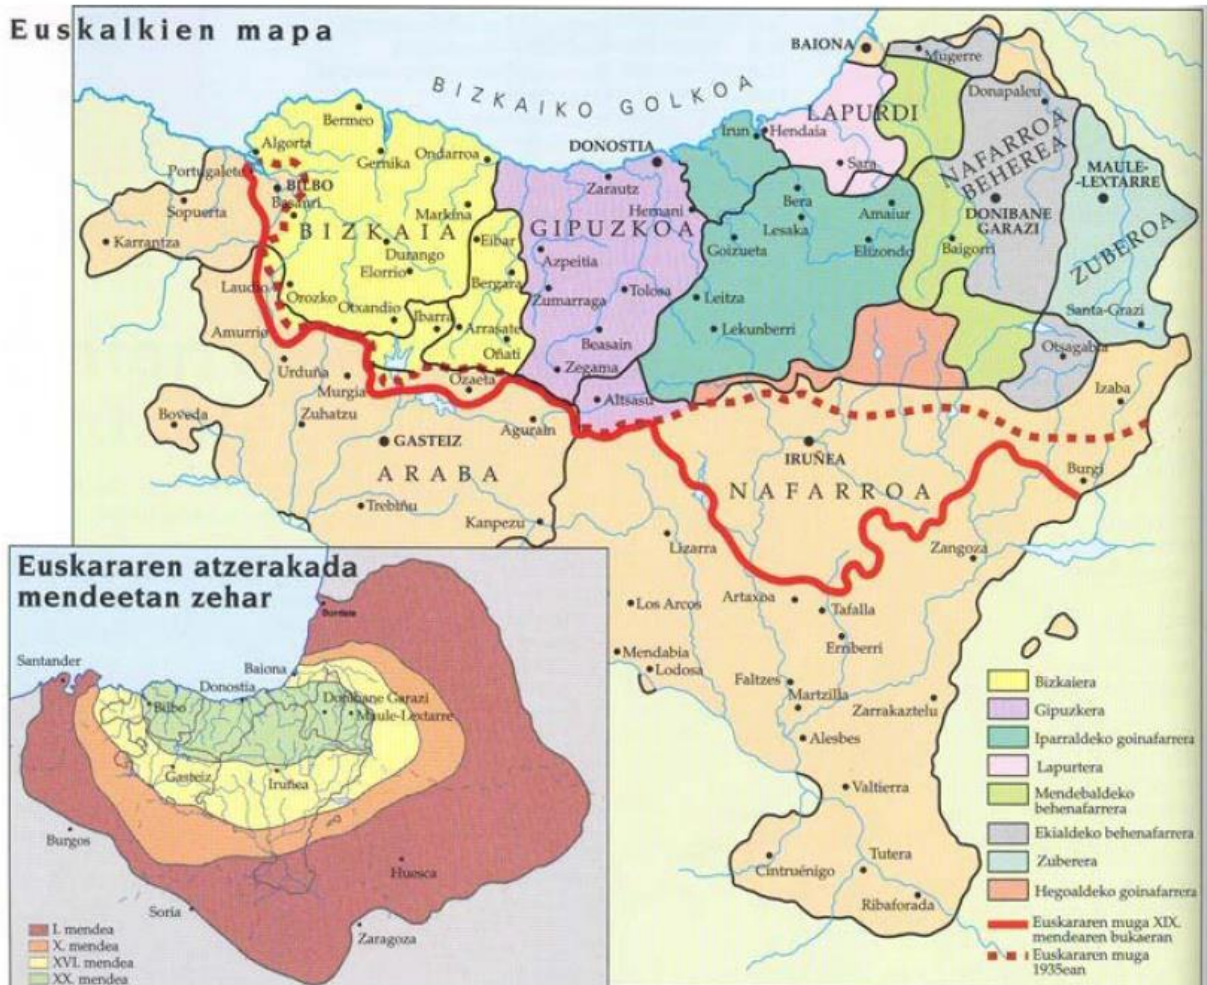 Euskalkien mapa
BIZKAIKO GOLKOA
BAIONA
Mugerre
Donapaleu
LAPURDI
Bermeo
Algorta
Gernika
Ondarroa
DONOSTIA
Irun
Hendaia
NAFARROA
BEHEREA
Portugalete
BILBO
Basauri
Zarautz
Sara
MAULE-
-LEXTARRE
Sopuerta
Markina
Hernani
Bera
Amaiur
DONIBANE
GARAZI
Karrantza
BIZKAIA
Eibar
GIPUZKOA
Lesaka
Goizueta
Elizondo
Baigorri
ZUBEROA
Durango
Elorrio
Azpeitia
Laudio
Orozko
Bergara
Zumarraga
Tolosa
Leitza
Otxandio
Ibarra
Arrasate
Lekunberri
Santa-Grazi
Amurrio
Oñati
Beasain
Otsagabia
Urduña
Zegama
Murgia
Ozaeta
Altsasu
Izaba
Boveda
Zuhatzu
Agurain
GASTEIZ
IRUÑEA
Burgi
ARABA
NAFARROA
Trebiñu
Kanpezu
Lizarra
Zangoza
Artaxoa
Los Arcos
Tafalla
Erriberri
Mendabia
Lodosa
Faltzes
Martzilla
Zarrakaztelu
Alesbes
Valtierra
Tutera
Cintruénigo
Ribaforada
Euskararen atzerakada
mendeetan zehar
Bordele
Santander
Baiona
Donostia
Donibane Garazi
Bilbo
Maule-Lextarre
Gasteiz
Iruñea
Burgos
Huesca
Soria
Zaragoza
I. mendea
X. mendea
XVI. mendea
XX. mendea
Bizkaiera
Gipuzkera
Iparraldeko goinafarrera
Lapurtera
Mendebaldeko
behenafarrera
Ekialdeko behenafarrera
Zuberera
Hegoaldeko goinafarrera
Euskararen muga XIX.
mendearen bukaeran
Euskararen muga
1935ean